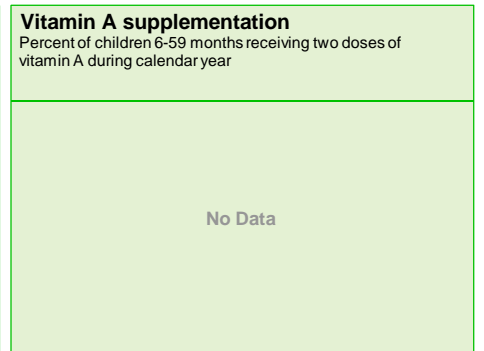 Vitamin A supplementation
Percent of children 6-59 months receiving two doses of
vitamin A during calendar year
No Data